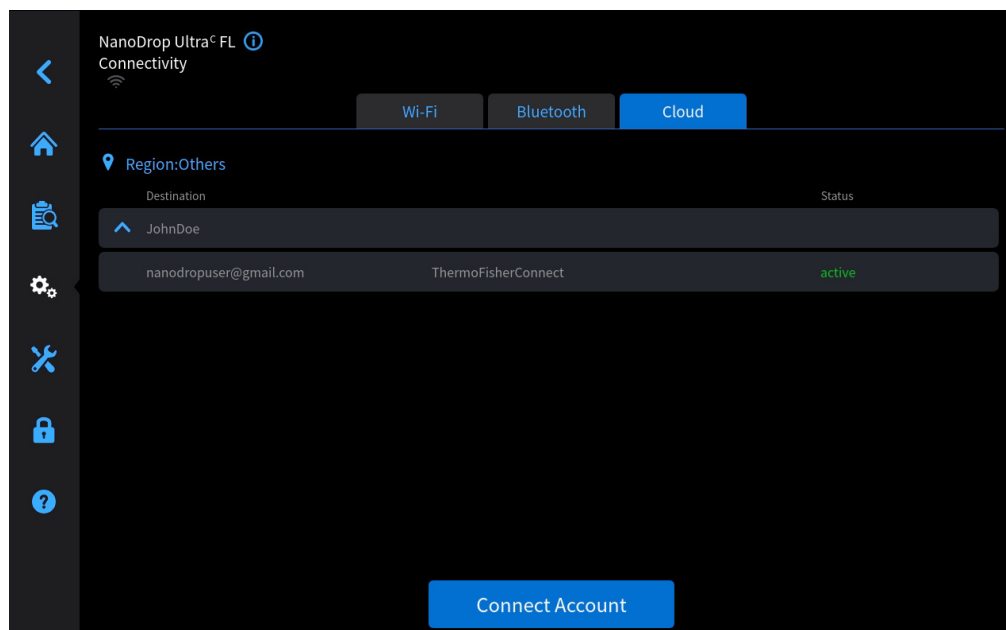 NanoDrop Ultraᶜ FL
Connectivity
Wi-Fi Bluetooth Cloud
Region:Others
Destination Status
JohnDoe
nanodropuser@gmail.com ThermoFisherConnect active
Connect Account